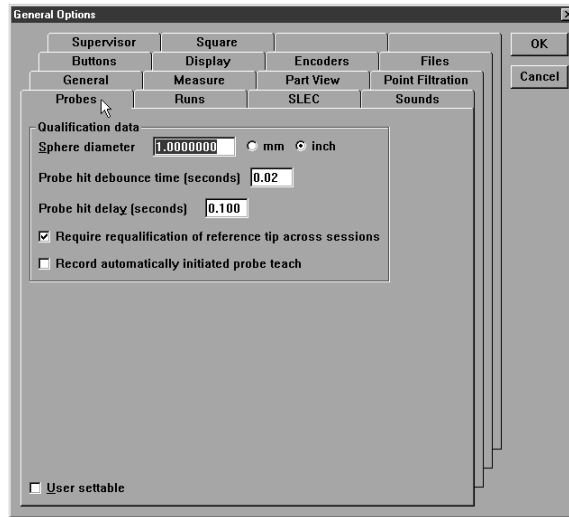 General Options
Supervisor Square
OK
Buttons Display Encoders Files
General Measure Part View Point Filtration
Cancel
Probes Runs SLEC Sounds
Qualification data
Sphere diameter 1.0000000 mm inch
Probe hit debounce time (seconds) 0.02
Probe hit delay (seconds) 0.100
Require requalification of reference tip across sessions
Record automatically initiated probe teach
User settable